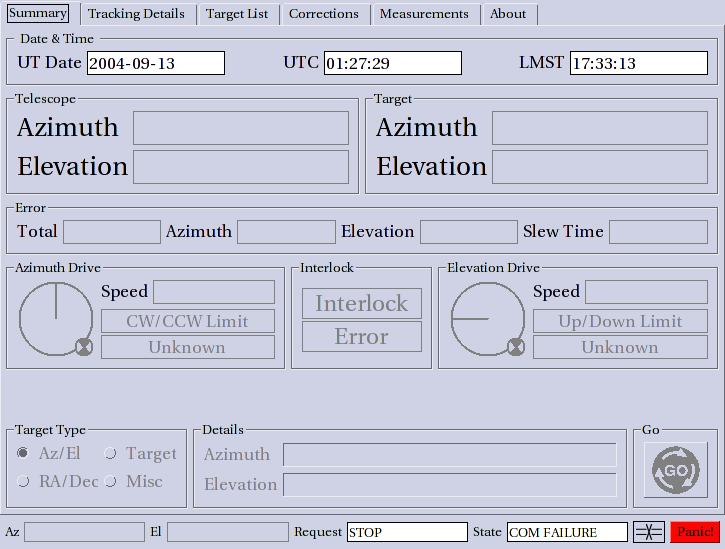 Summary Tracking Details Target List Corrections Measurements About
Date & Time
UT Date 2004-09-13 UTC 01:27:29 LMST 17:33:13
Telescope Target
Azimuth Azimuth
Elevation Elevation
Error
Total Azimuth Elevation Slew Time
Azimuth Drive Interlock Elevation Drive
Speed Speed
CW/CCW Limit Interlock Up/Down Limit
Unknown Error Unknown
Target Type Details Go
Az/El Target Azimuth
RA/Dec Misc Elevation GO
Az El Request STOP State COM FAILURE Panic!